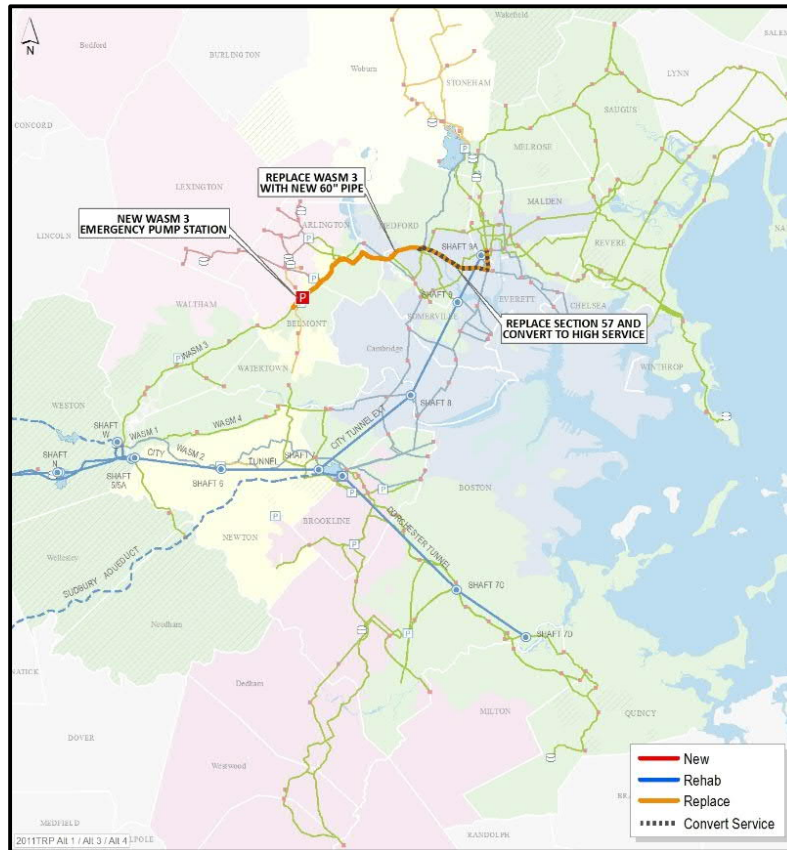 N
Bedford
BURLINGTON
Woburn
Wakefield
STONEHAM
LYNN
SAUGUS
CONCORD
MELROSE
LEXINGTON
REPLACE WASM 3
WITH NEW 60" PIPE
MALDEN
NEW WASM 3
EMERGENCY PUMP STATION
ARLINGTON
MEDFORD
SHAFT 9A
REVERE
LINCOLN
P
WALTHAM
SHAFT 9
EVERETT
CHELSEA
BELMONT
SOMERVILLE
REPLACE SECTION 57 AND
CONVERT TO HIGH SERVICE
WASM 3
Cambridge
WINTHROP
WATERTOWN
WESTON
SHAFT 8
SHAFT
W
WASM 1
WASM 4
CITY TUNNEL EXT
SHAFT
N
CITY
WASM 2
TUNNEL
SHAFT
5/5A
BOSTON
BROOKLINE
NEWTON
DORCHESTER TUNNEL
Wellesley
SUDBURY AQUEDUCT
SHAFT 7C
Needham
SHAFT 7D
NATICK
Dedham
MILTON
QUINCY
DOVER
Westwood
New
Rehab
Replace
Convert Service
MEDFIELD
RANDOLPH
2011TRP Alt 1 / Alt 3 / Alt 4